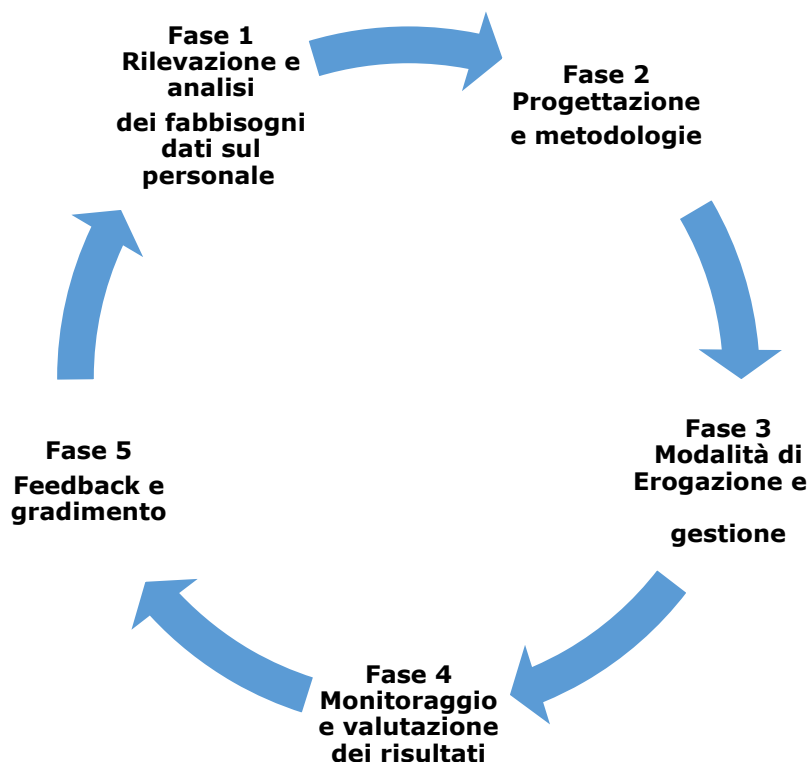 Fase 1
Rilevazione e
analisi
dei fabbisogni
dati sul
personale
Fase 2
Progettazione
e metodologie
Fase 3
Modalità di
Erogazione e
gestione
Fase 4
Monitoraggio
e valutazione
dei risultati
Fase 5
Feedback e
gradimento